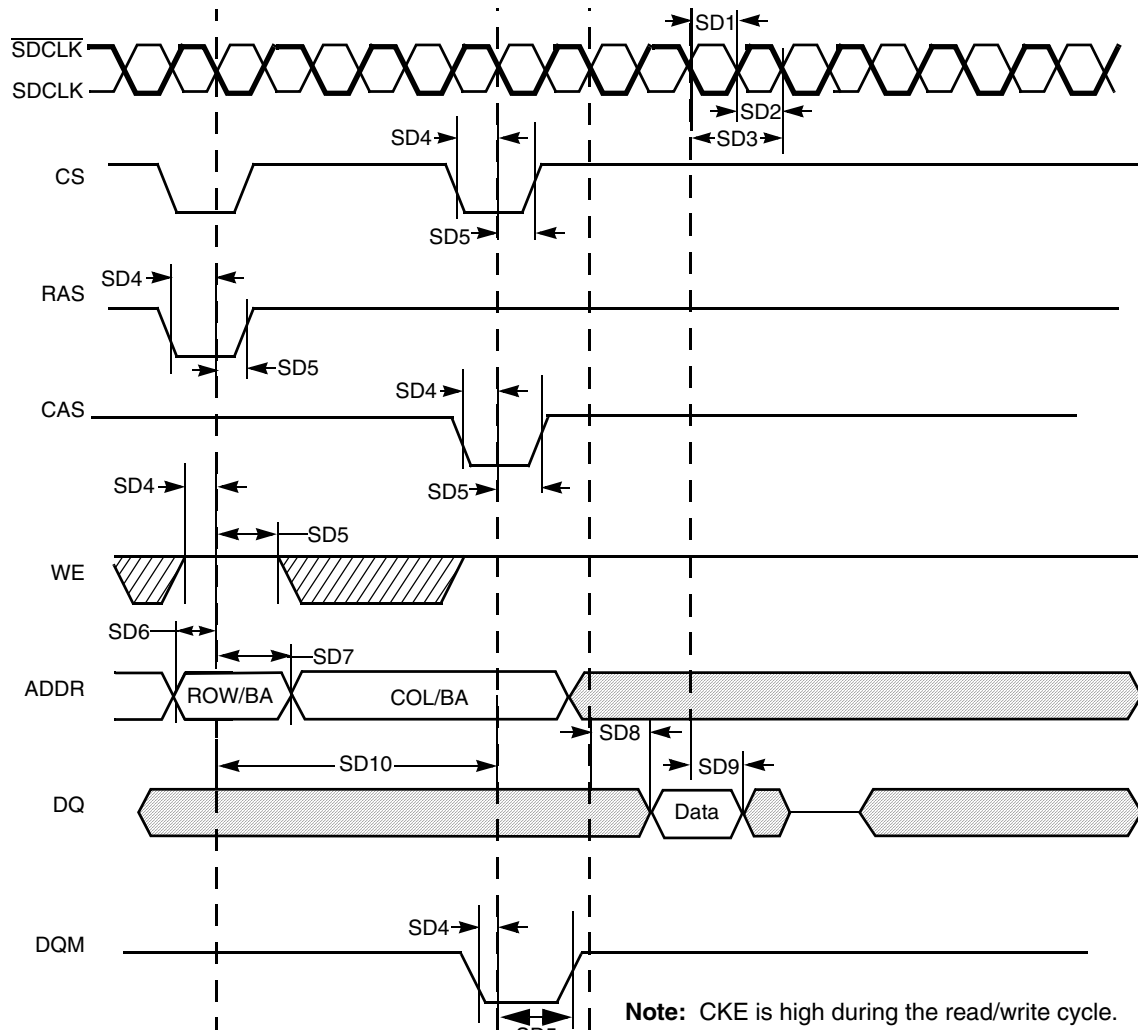 SD1
SDCLK
SDCLK
SD2
SD4
SD3
CS
SD5
SD4
RAS
SD5
SD4
CAS
SD4
SD5
SD5
WE
SD6
SD7
ADDR
ROW/BA
COL/BA
SD8
SD10
SD9
DQ
Data
SD4
DQM
Note: CKE is high during the read/write cycle.